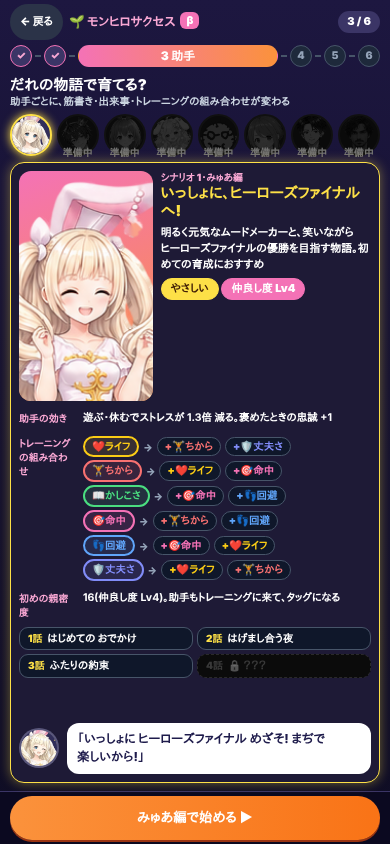 ← 戻る 🌱 モンヒロサクセス β 3 / 6
✓ ✓ 3 助手 4 5 6
だれの物語で育てる?
助手ごとに、筋書き・出来事・トレーニングの組み合わせが変わる
準備中 準備中 準備中 準備中 準備中 準備中 準備中
シナリオ 1・みゅあ編
いっしょに、ヒーローズファイナル
へ!
明るく元気なムードメーカーと、笑いながら
ヒーローズファイナルの優勝を目指す物語。初
めての育成におすすめ
やさしい 仲良し度 Lv4
助手の効き 遊ぶ・休むでストレスが 1.3倍 減る。褒めたときの忠誠 +1
トレーニング
の組み合わ
せ
❤️ライフ → +🏋️ちから +🛡️丈夫さ
🏋️ちから → +❤️ライフ +🎯命中
📖かしこさ → +🎯命中 +👣回避
🎯命中 → +🏋️ちから +👣回避
👣回避 → +🎯命中 +❤️ライフ
🛡️丈夫さ → +❤️ライフ +🏋️ちから
初めの親密
度
16(仲良し度 Lv4)。助手もトレーニングに来て、タッグになる
1話 はじめての おでかけ 2話 はげまし合う夜
3話 ふたりの約束 4話 🔒 ???
「いっしょに ヒーローズファイナル めざそ! まぢで
楽しいから!」
みゅあ編で始める ▶